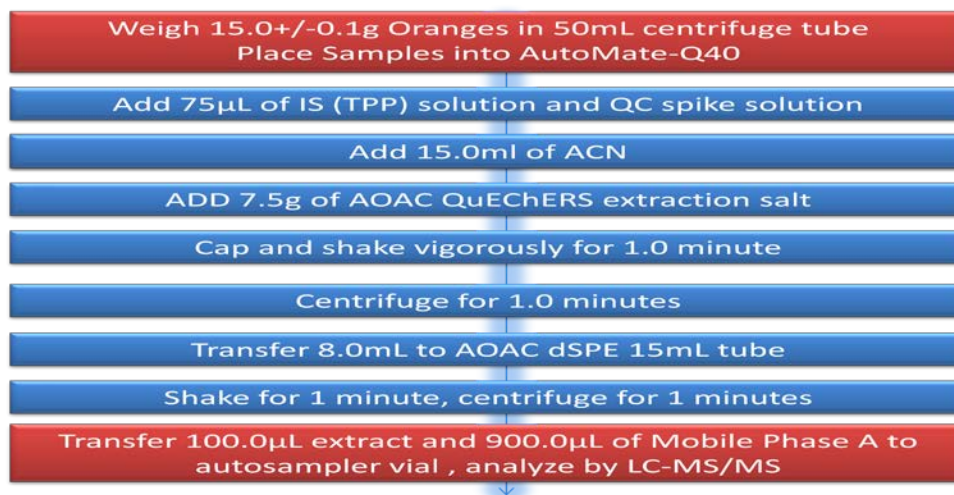 Weigh 15.0+/-0.1g Oranges in 50mL centrifuge tube
Place Samples into AutoMate-Q40
Add 75µL of IS (TPP) solution and QC spike solution
Add 15.0ml of ACN
ADD 7.5g of AOAC QuEChERS extraction salt
Cap and shake vigorously for 1.0 minute
Centrifuge for 1.0 minutes
Transfer 8.0mL to AOAC dSPE 15mL tube
Shake for 1 minute, centrifuge for 1 minutes
Transfer 100.0µL extract and 900.0µL of Mobile Phase A to
autosampler vial , analyze by LC-MS/MS